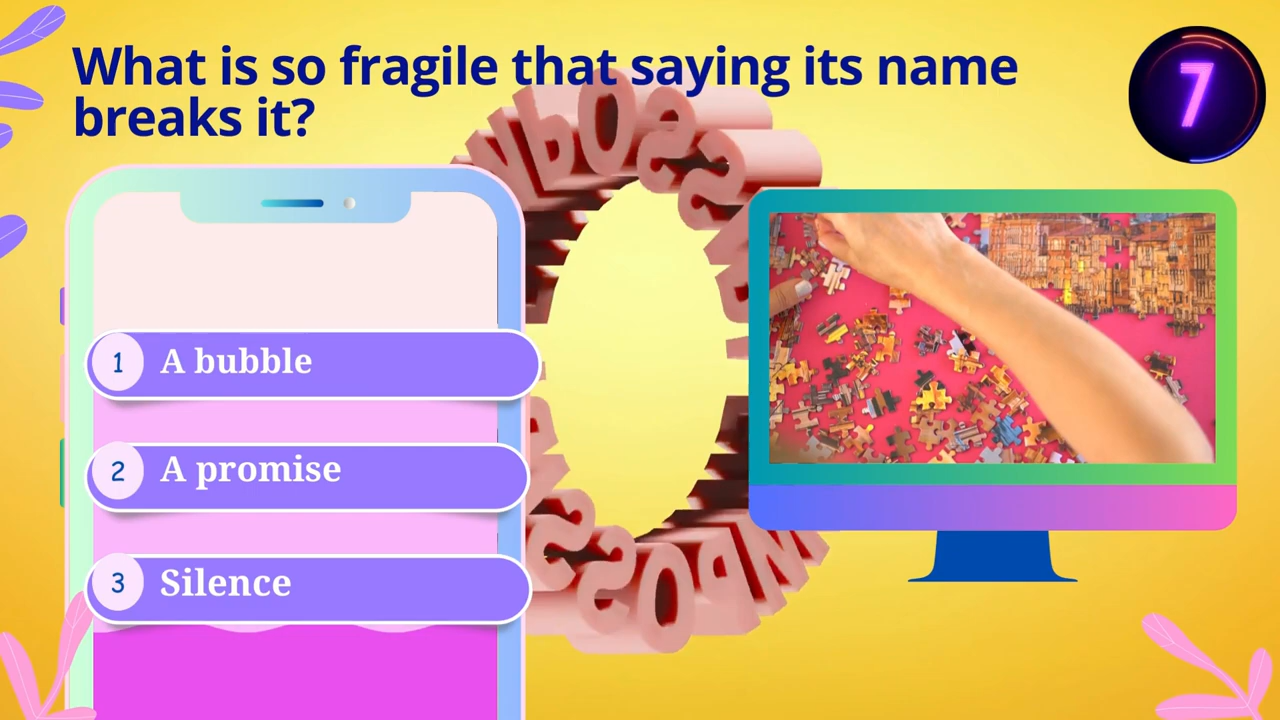 What is so fragile that saying its name
breaks it?
7
1 A bubble
2 A promise
3 Silence